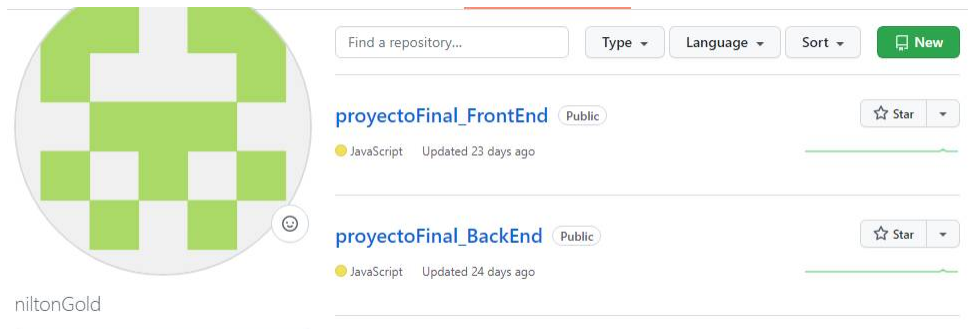 Find a repository...
Type
Language
Sort
New
proyectoFinal_FrontEnd
Public
Star
JavaScript
Updated 23 days ago
proyectoFinal_BackEnd
Public
Star
JavaScript
Updated 24 days ago
niltonGold